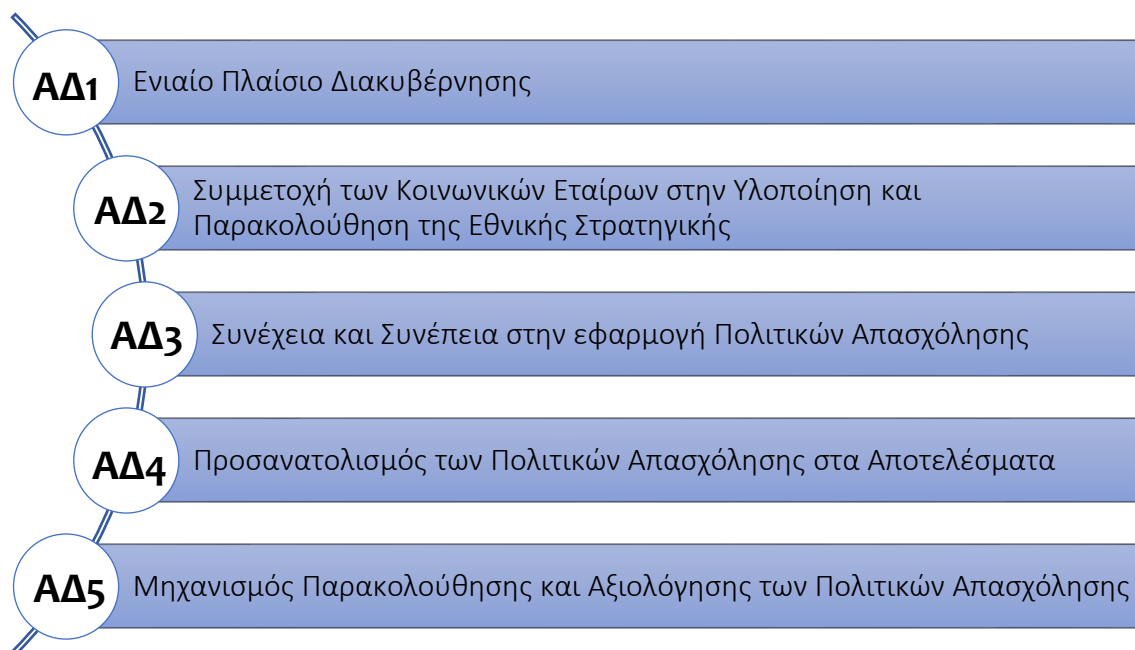 ΑΔ1
Ενιαίο Πλαίσιο Διακυβέρνησης
ΑΔ2
Συμμετοχή των Κοινωνικών Εταίρων στην Υλοποίηση και
Παρακολούθηση της Εθνικής Στρατηγικής
ΑΔ3
Συνέχεια και Συνέπεια στην εφαρμογή Πολιτικών Απασχόλησης
ΑΔ4
Προσανατολισμός των Πολιτικών Απασχόλησης στα Αποτελέσματα
ΑΔ5
Μηχανισμός Παρακολούθησης και Αξιολόγησης των Πολιτικών Απασχόλησης